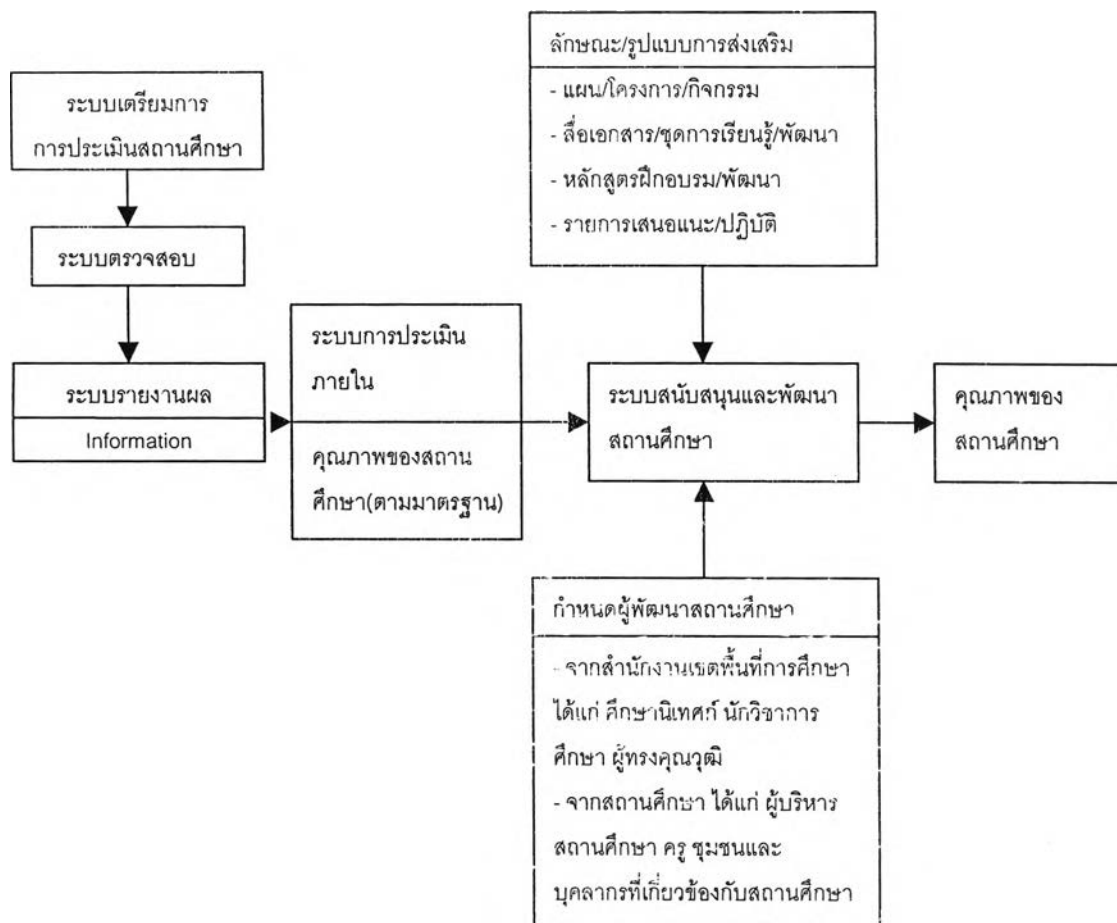 ระบบเตรียมการ
การประเมินสถานศึกษา
ระบบตรวจสอบ
ระบบรายงานผล
Information
ระบบการประเมิน
ภายใน
คุณภาพของสถาน
ศึกษา(ตามมาตรฐาน)
ลักษณะ/รูปแบบการส่งเสริม
- แผน/โครงการ/กิจกรรม
- สื่อเอกสาร/ชุดการเรียนรู้/พัฒนา
- หลักสูตรฝึกอบรม/พัฒนา
- รายการเสนอแนะ/ปฏิบัติ
ระบบสนับสนุนและพัฒนา
สถานศึกษา
คุณภาพของ
สถานศึกษา
กำหนดผู้พัฒนาสถานศึกษา
- จากสำนักงานเขตพื้นที่การศึกษา
ได้แก่ ศึกษานิเทศก์ นักวิชาการ
ศึกษา ผู้ทรงคุณวุฒิ
- จากสถานศึกษา ได้แก่ ผู้บริหาร
สถานศึกษา ครู ชุมชนและ
บุคลากรที่เกี่ยวข้องกับสถานศึกษา